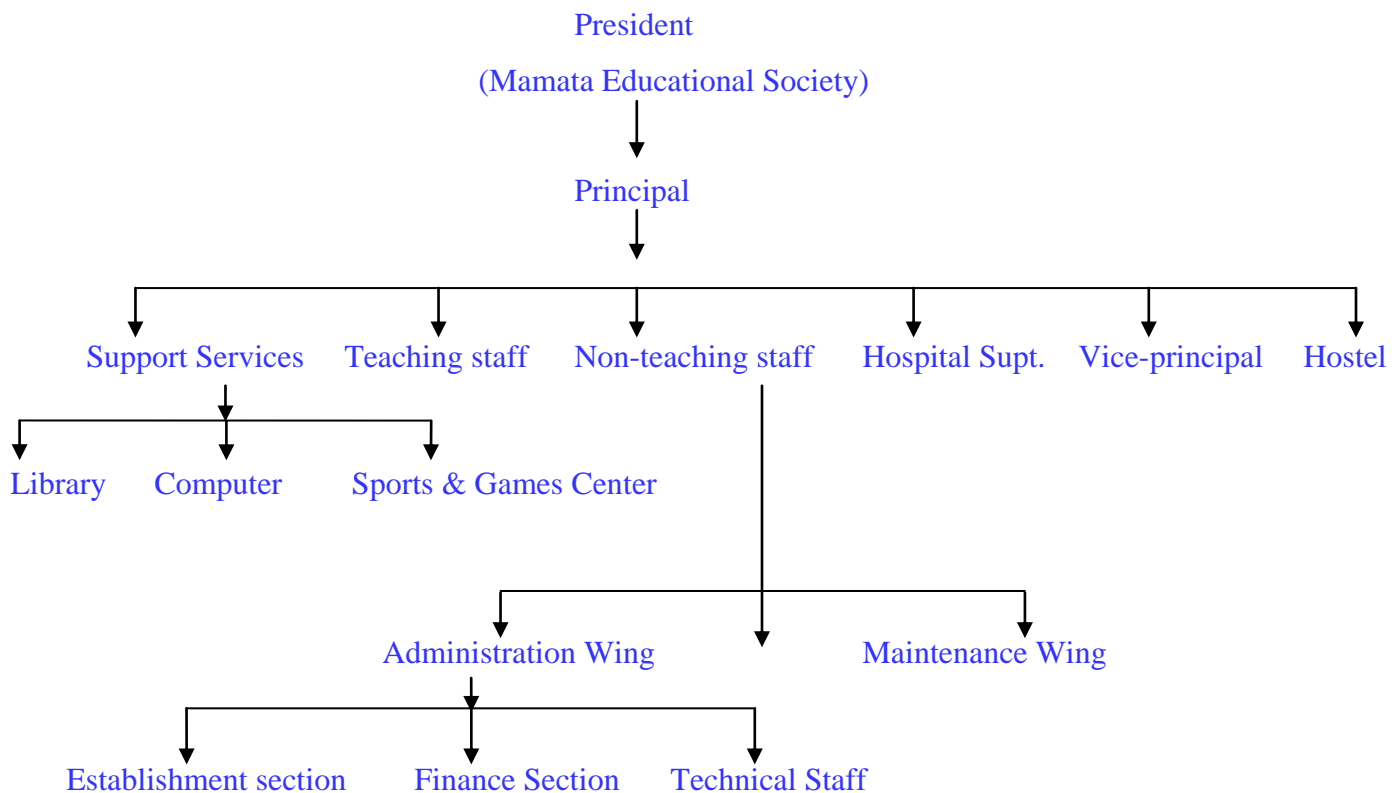 President
(Mamata Educational Society)
Principal
Support Services Teaching staff Non-teaching staff Hospital Supt. Vice-principal Hostel
Library Computer Sports & Games Center
Administration Wing Maintenance Wing
Establishment section Finance Section Technical Staff